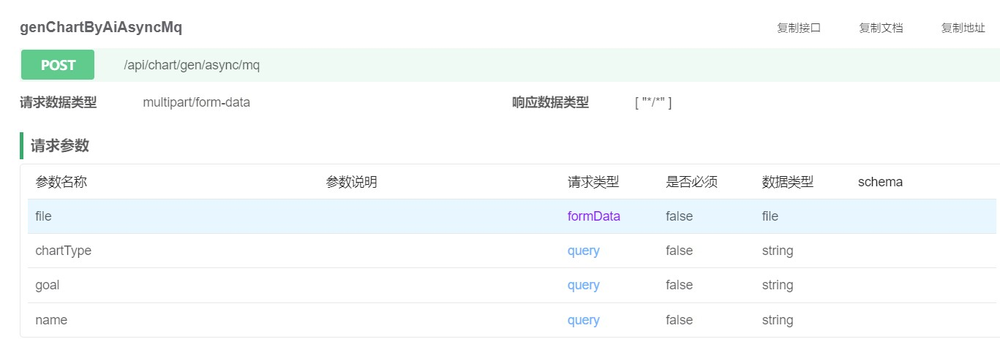 genChartByAiAsyncMq 复制接口 复制文档 复制地址
POST /api/chart/gen/async/mq
请求数据类型 multipart/form-data 响应数据类型 [ "*/*" ]
请求参数
参数名称 参数说明 请求类型 是否必须 数据类型 schema
file formData false file
chartType query false string
goal query false string
name query false string